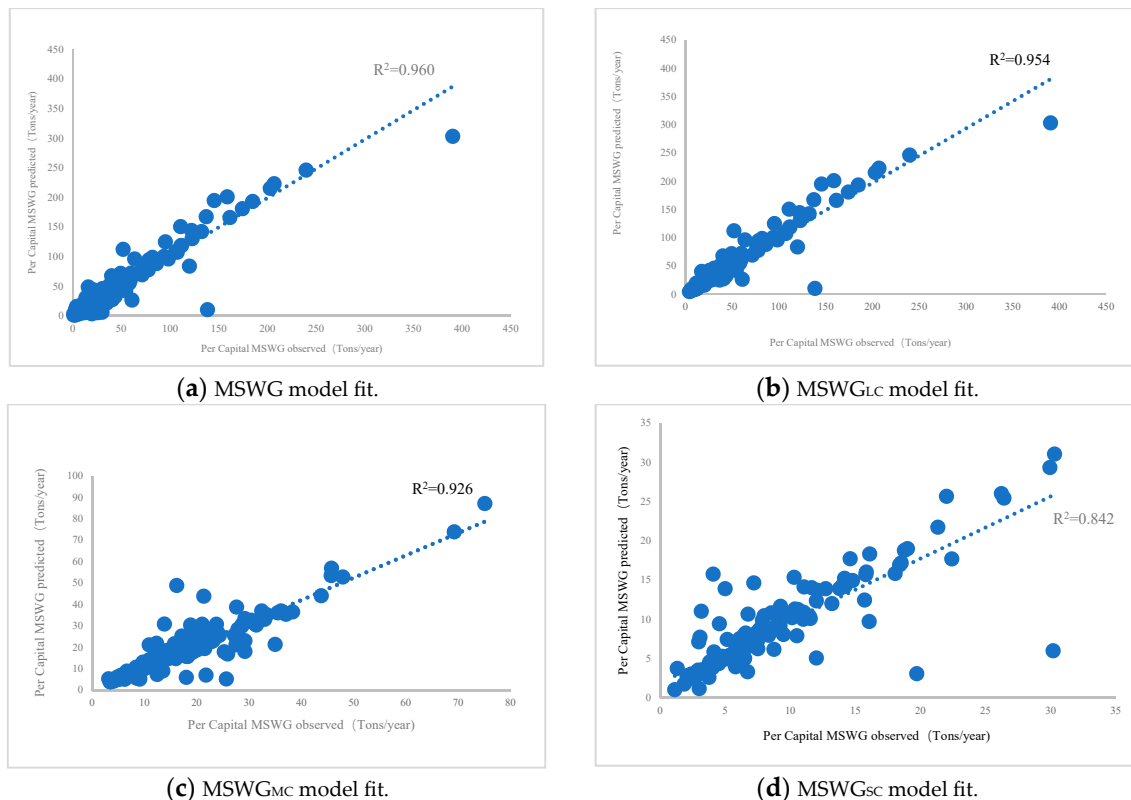 Per Capital MSWG predicted（Tons/year)
450
400
350
300
250
200
150
100
50
0
R²=0.960
0 50 100 150 200 250 300 350 400 450
Per Capital MSWG observed（Tons/year)
(a) MSWG model fit.
Per Capital MSWG predicted（Tons/year)
450
400
350
300
250
200
150
100
50
0
R²=0.954
0 50 100 150 200 250 300 350 400 450
Per Capital MSWG observed（Tons/year)
(b) MSWGLC model fit.
Per Capital MSWG predicted（Tons/year)
100
90
80
70
60
50
40
30
20
10
0
R²=0.926
0 10 20 30 40 50 60 70 80
Per Capital MSWG observed（Tons/year)
(c) MSWGMC model fit.
Per Capital MSWG predicted（Tons/year)
35
30
25
20
15
10
5
0
R²=0.842
0 5 10 15 20 25 30 35
Per Capital MSWG observed（Tons/year)
(d) MSWGSC model fit.